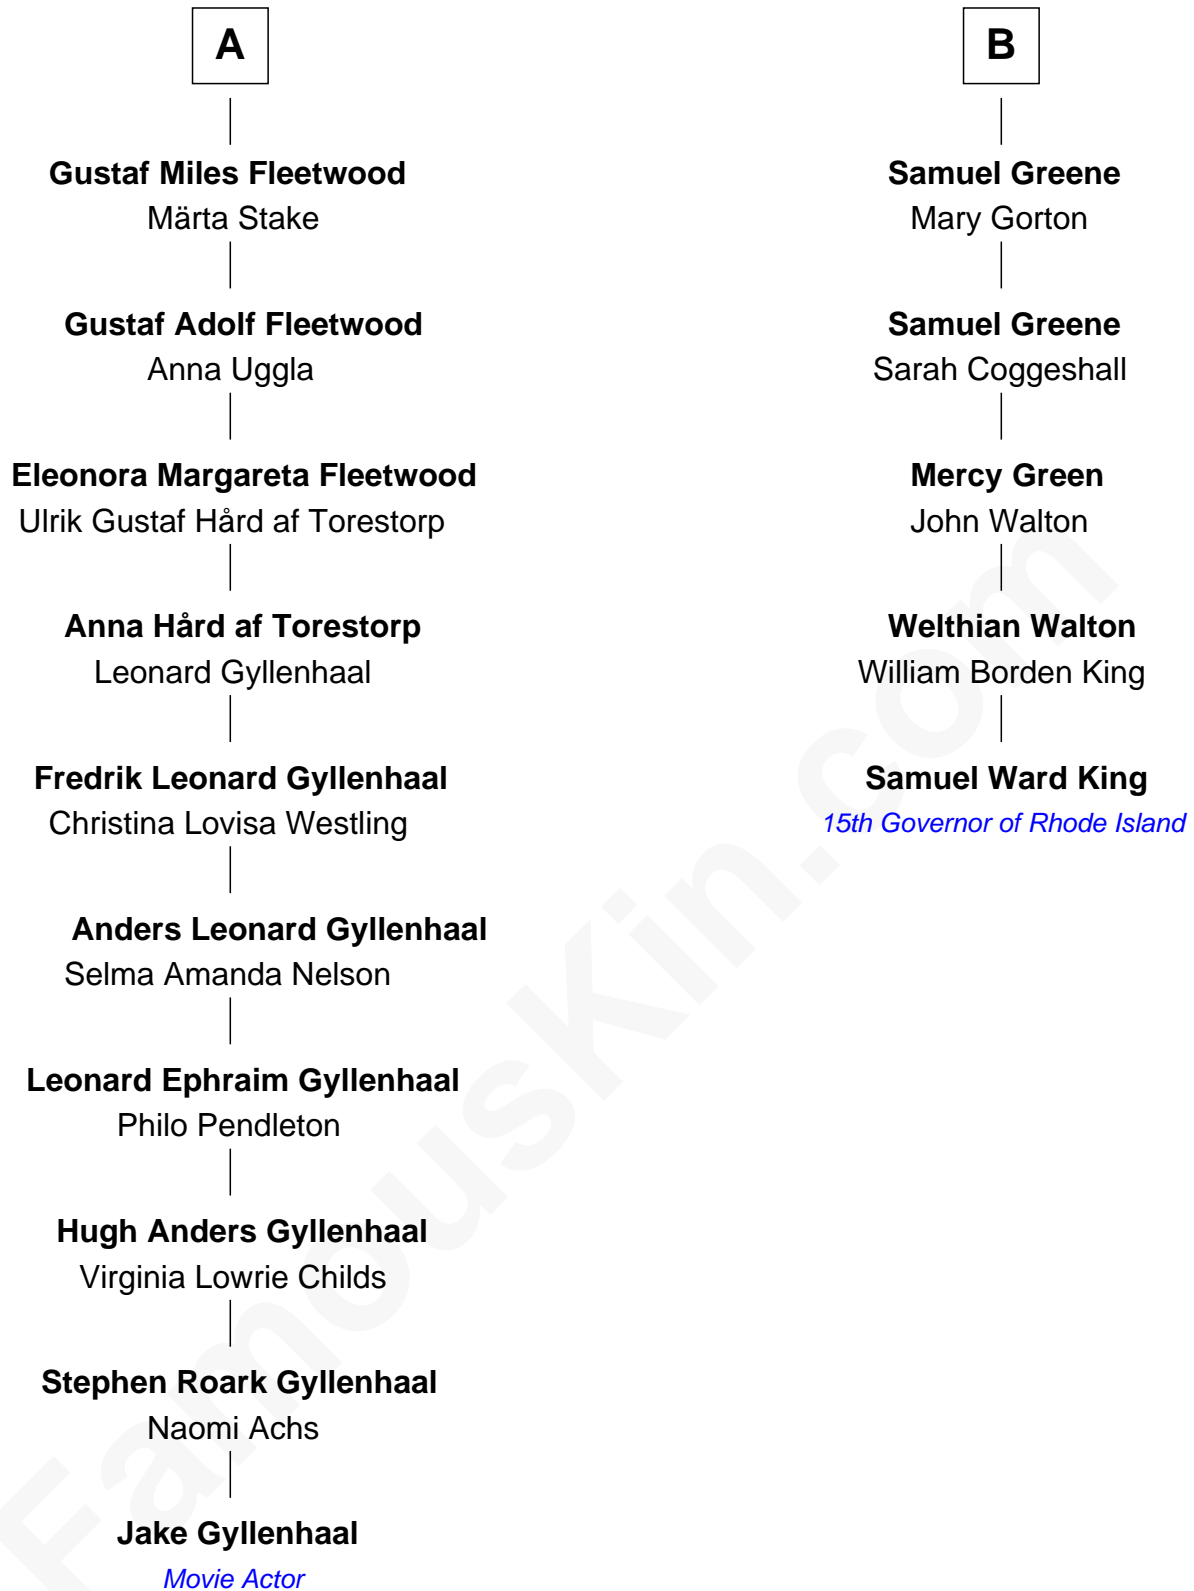 A
Gustaf Miles Fleetwood
Märta Stake
Gustaf Adolf Fleetwood
Anna Uggla
Eleonora Margareta Fleetwood
Ulrik Gustaf Hård af Torestorp
Anna Hård af Torestorp
Leonard Gyllenhaal
Fredrik Leonard Gyllenhaal
Christina Lovisa Westling
Anders Leonard Gyllenhaal
Selma Amanda Nelson
Leonard Ephraim Gyllenhaal
Philo Pendleton
Hugh Anders Gyllenhaal
Virginia Lowrie Childs
Stephen Roark Gyllenhaal
Naomi Achs
Jake Gyllenhaal
Movie Actor
B
Samuel Greene
Mary Gorton
Samuel Greene
Sarah Coggeshall
Mercy Green
John Walton
Welthian Walton
William Borden King
Samuel Ward King
15th Governor of Rhode Island
FamousKin.com